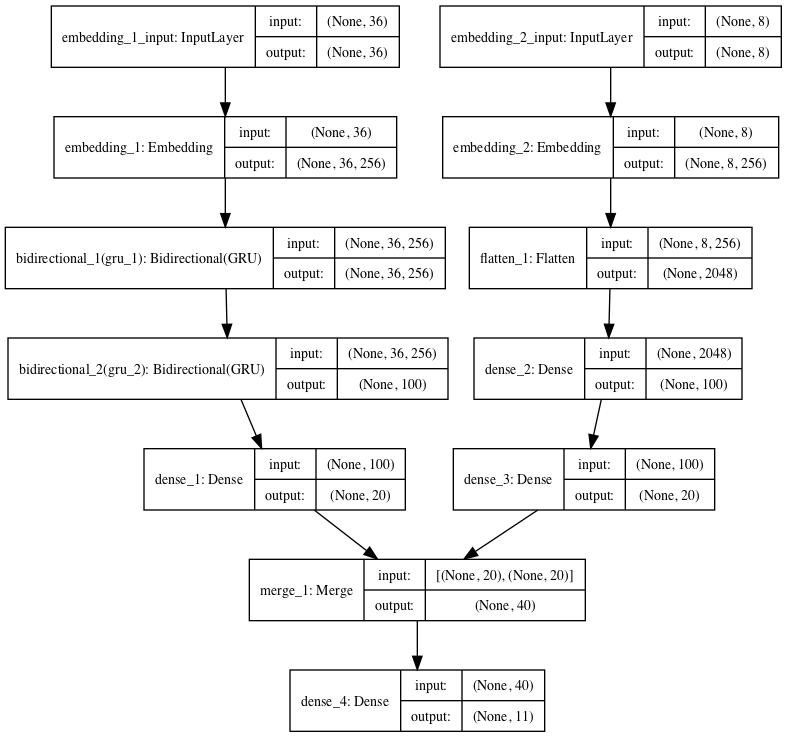 embedding_1_input: InputLayer
input: (None, 36)
output: (None, 36)
embedding_2_input: InputLayer
input: (None, 8)
output: (None, 8)
embedding_1: Embedding
input: (None, 36)
output: (None, 36, 256)
embedding_2: Embedding
input: (None, 8)
output: (None, 8, 256)
bidirectional_1(gru_1): Bidirectional(GRU)
input: (None, 36, 256)
output: (None, 36, 256)
flatten_1: Flatten
input: (None, 8, 256)
output: (None, 2048)
bidirectional_2(gru_2): Bidirectional(GRU)
input: (None, 36, 256)
output: (None, 100)
dense_2: Dense
input: (None, 2048)
output: (None, 100)
dense_1: Dense
input: (None, 100)
output: (None, 20)
dense_3: Dense
input: (None, 100)
output: (None, 20)
merge_1: Merge
input: [(None, 20), (None, 20)]
output: (None, 40)
dense_4: Dense
input: (None, 40)
output: (None, 11)